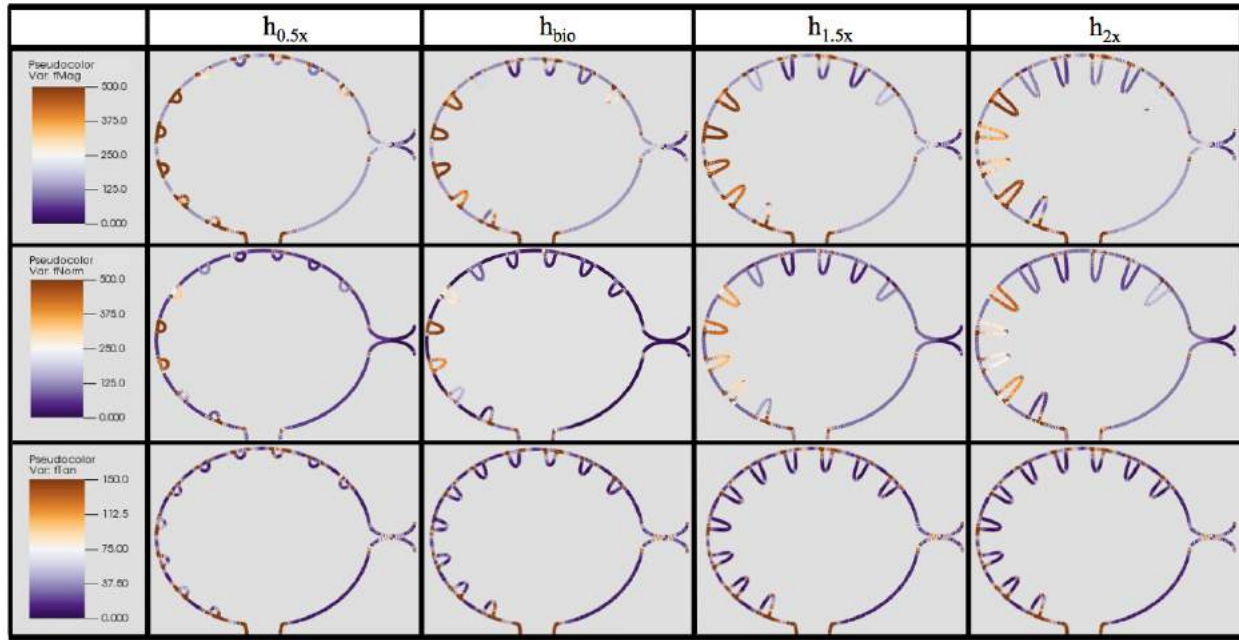 h0.5x hbio h1.5x h2x
Pseudocolor
Var: fMag
500.0
375.0
250.0
125.0
0.000
Pseudocolor
Var: fNorm
500.0
375.0
250.0
125.0
0.000
Pseudocolor
Var: fTan
150.0
112.5
75.00
37.50
0.000